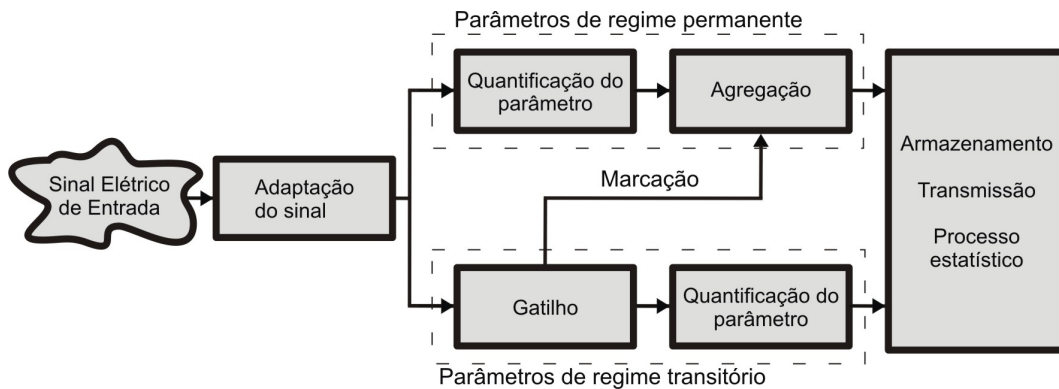 Parâmetros de regime permanente
Quantificação do
parâmetro
Agregação
Sinal Elétrico
de Entrada
Adaptação
do sinal
Marcação
Armazenamento
Transmissão
Processo
estatístico
Gatilho
Quantificação do
parâmetro
Parâmetros de regime transitório